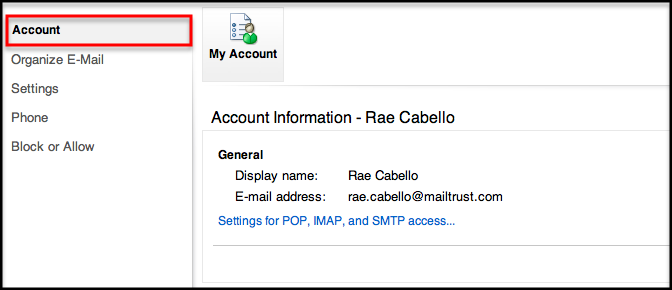 Account
Organize E-Mail
Settings
Phone
Block or Allow
My Account
Account Information - Rae Cabello
General
Display name: Rae Cabello
E-mail address: rae.cabello@mailtrust.com
Settings for POP, IMAP, and SMTP access...